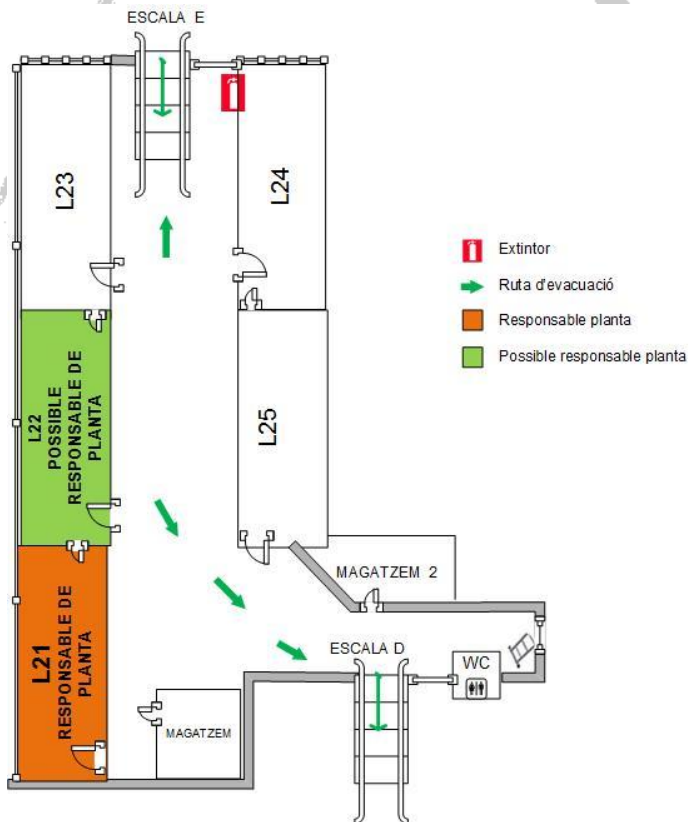 ESCALA E
L23
L24
Extintor
Ruta d'evacuació
Responsable planta
Possible responsable planta
L22
POSSIBLE
RESPONSABLE DE
PLANTA
L25
L21
RESPONSABLE DE
PLANTA
MAGATZEM 2
ESCALA D
WC
MAGATZEM